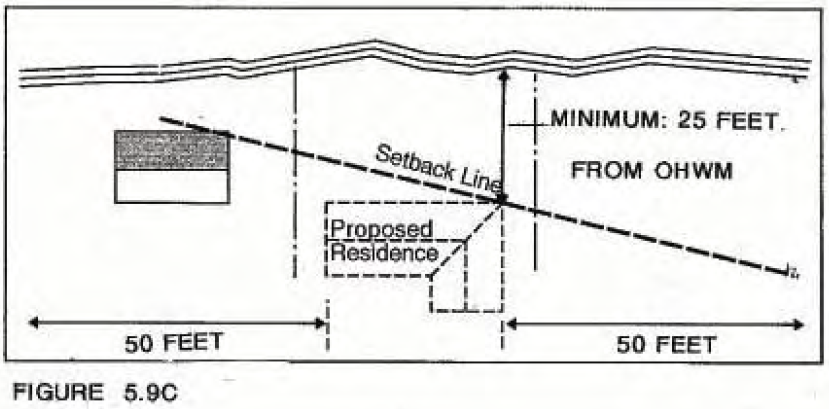 MINIMUM: 25 FEET.
FROM OHWM
Setback Line
Proposed
Residence
50 FEET
50 FEET
FIGURE 5.9C